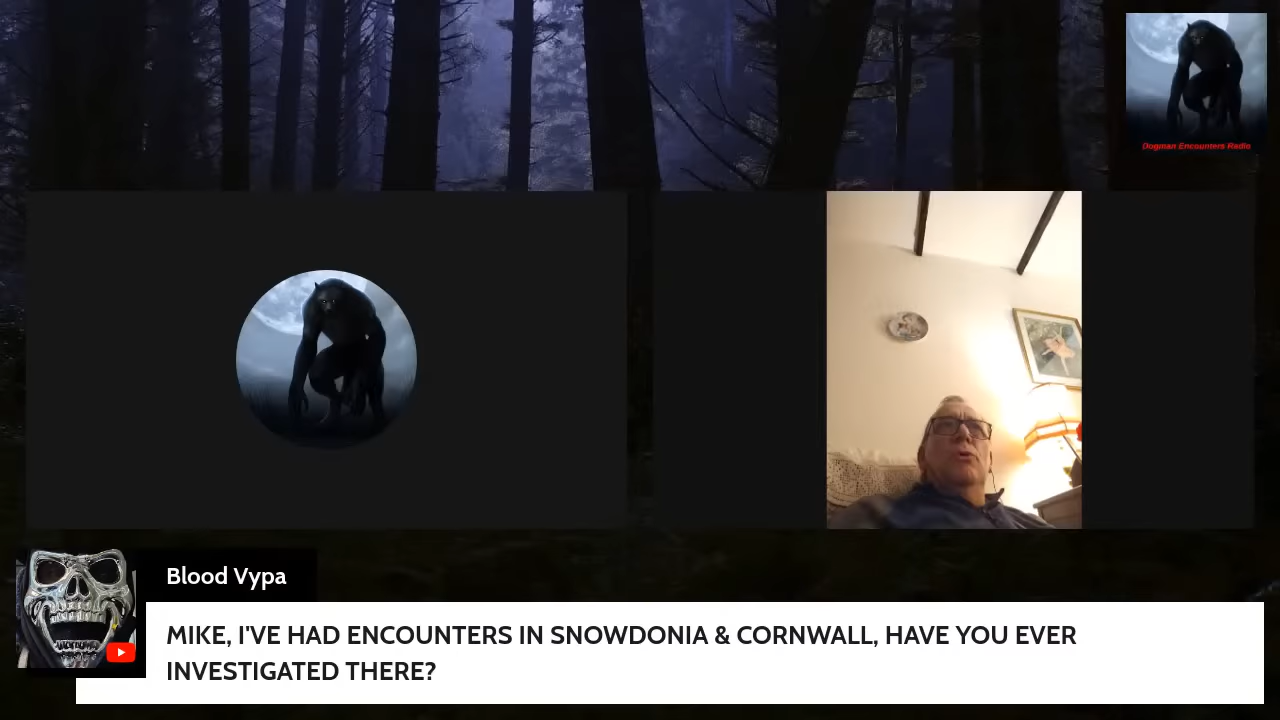 Dogman Encounters Radio
Blood Vypa
MIKE, I'VE HAD ENCOUNTERS IN SNOWDONIA & CORNWALL, HAVE YOU EVER
INVESTIGATED THERE?